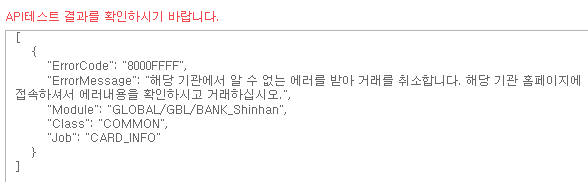 API테스트 결과를 확인하시기 바랍니다.
[
{
"ErrorCode": "8000FFFF",
"ErrorMessage": "해당 기관에서 알 수 없는 에러를 받아 거래를 취소합니다. 해당 기관 홈페이지에
접속하셔서 에러내용을 확인하시고 거래하십시오.",
"Module": "GLOBAL/GBL/BANK_Shinhan",
"Class": "COMMON",
"Job": "CARD_INFO"
}
]